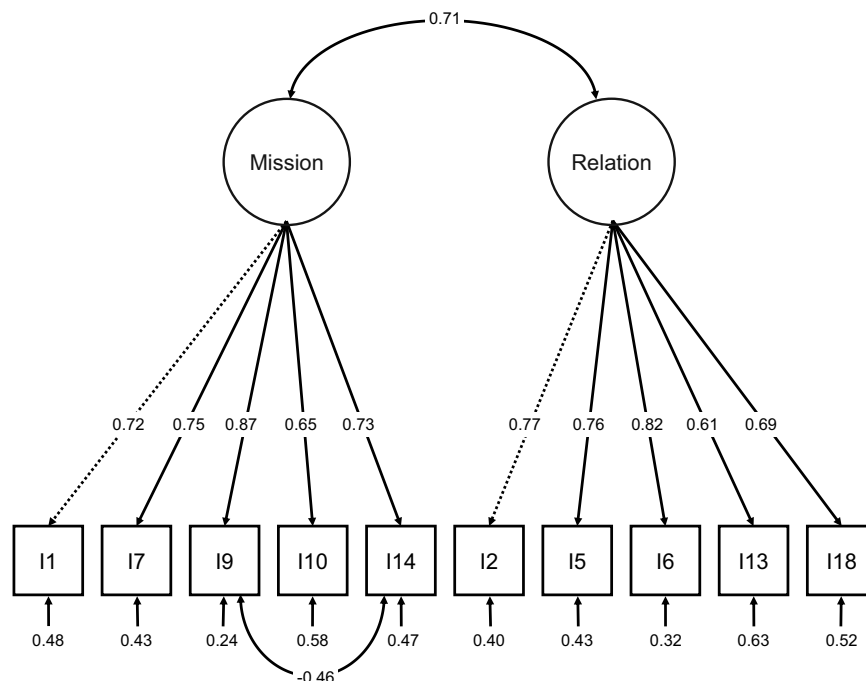 0.71
Mission Relation
0.72 0.75 0.87 0.65 0.73 0.77 0.76 0.82 0.61 0.69
I1 I7 I9 I10 I14 I2 I5 I6 I13 I18
0.48 0.43 0.24 0.58 0.47 0.40 0.43 0.32 0.63 0.52
-0.46